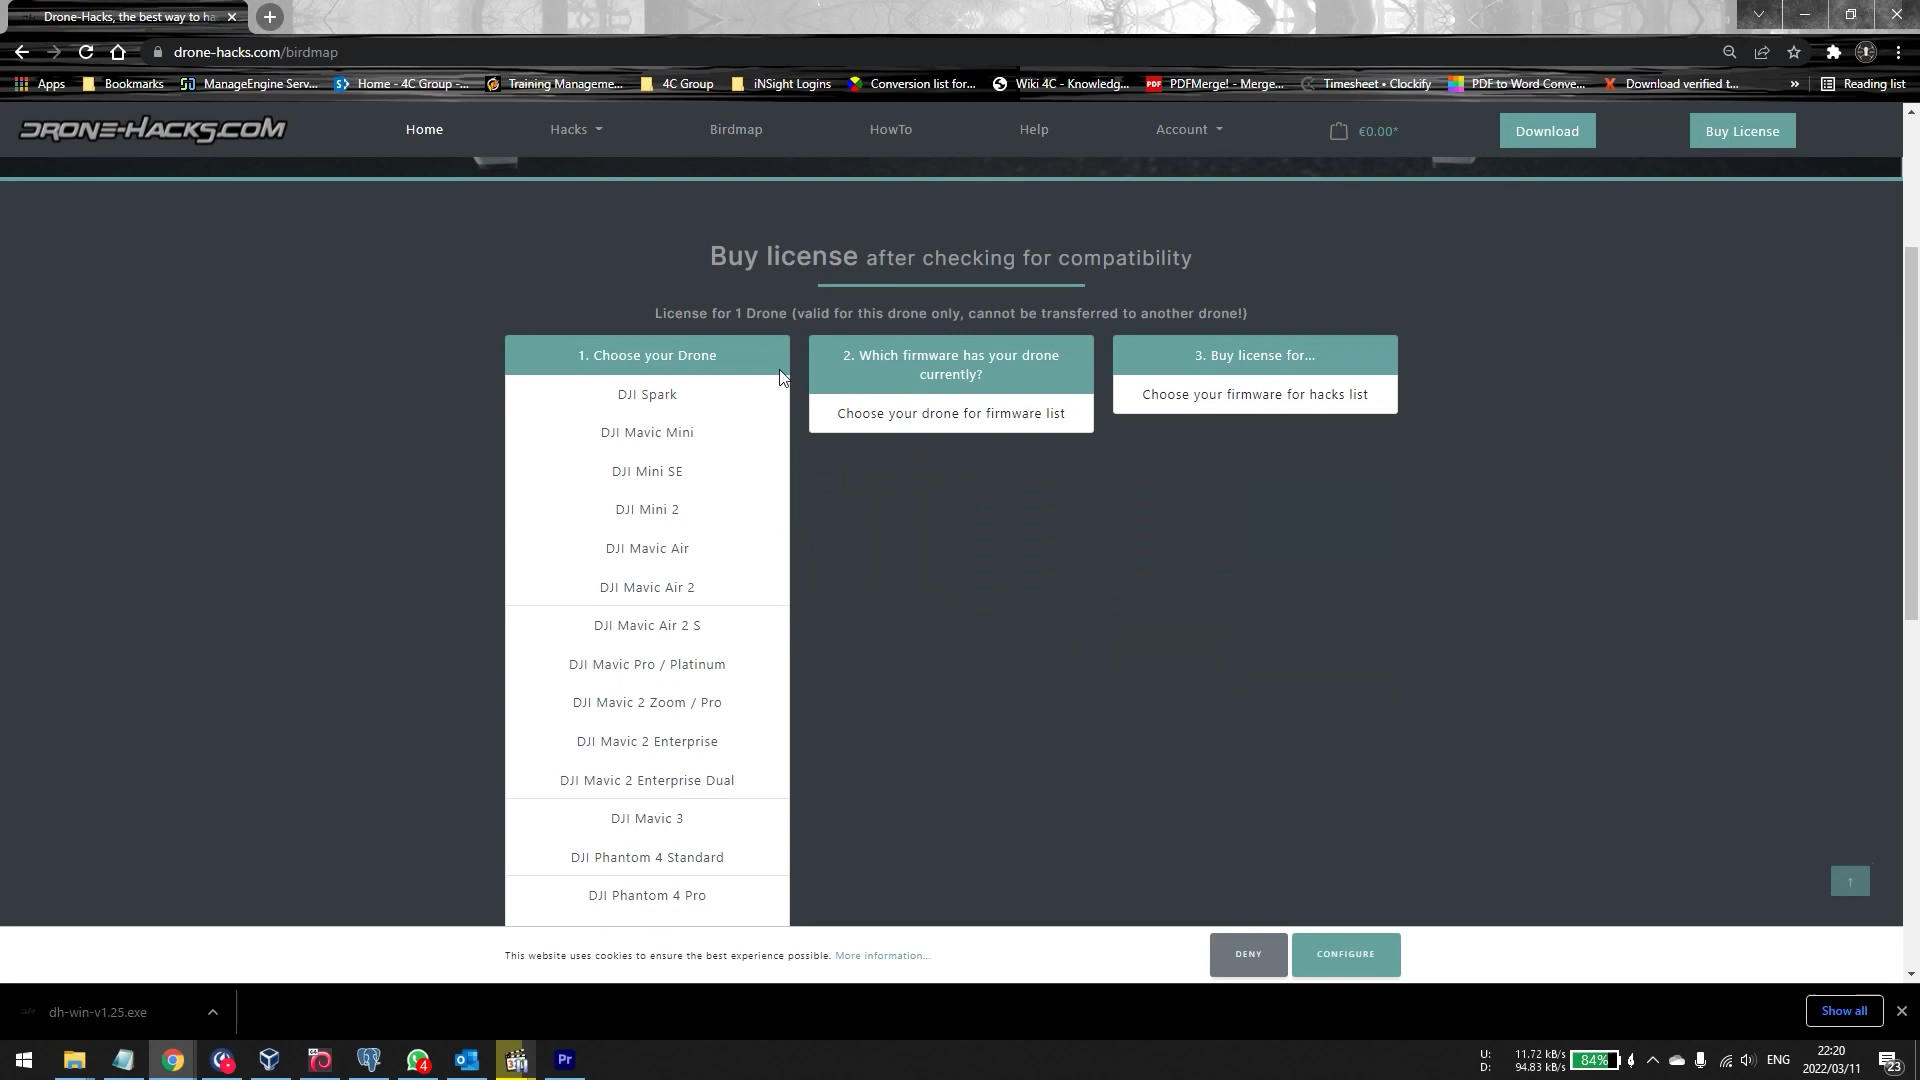 Drone-Hacks, the best way to ha
drone-hacks.com/birdmap
Apps
Bookmarks
ManageEngine Serv...
Home - 4C Group -...
Training Manageme...
4C Group
iNSight Logins
Conversion list for...
Wiki 4C - Knowledg...
PDFMerge! - Merge...
Timesheet • Clockify
PDF to Word Conve...
Download verified t...
»
Reading list
DRONE-HACKS.COM
Home
Hacks
Birdmap
HowTo
Help
Account
€0.00*
Download
Buy License
Buy license after checking for compatibility
License for 1 Drone (valid for this drone only, cannot be transferred to another drone!)
1. Choose your Drone
DJI Spark
DJI Mavic Mini
DJI Mini SE
DJI Mini 2
DJI Mavic Air
DJI Mavic Air 2
DJI Mavic Air 2 S
DJI Mavic Pro / Platinum
DJI Mavic 2 Zoom / Pro
DJI Mavic 2 Enterprise
DJI Mavic 2 Enterprise Dual
DJI Mavic 3
DJI Phantom 4 Standard
DJI Phantom 4 Pro
2. Which firmware has your drone
currently?
Choose your drone for firmware list
3. Buy license for...
Choose your firmware for hacks list
↑
This website uses cookies to ensure the best experience possible. More information...
DENY
CONFIGURE
dh-win-v1.25.exe
Show all
4
Pr
U: 11.72 kB/s
D: 94.83 kB/s
84%
ENG
22:20
2022/03/11
23